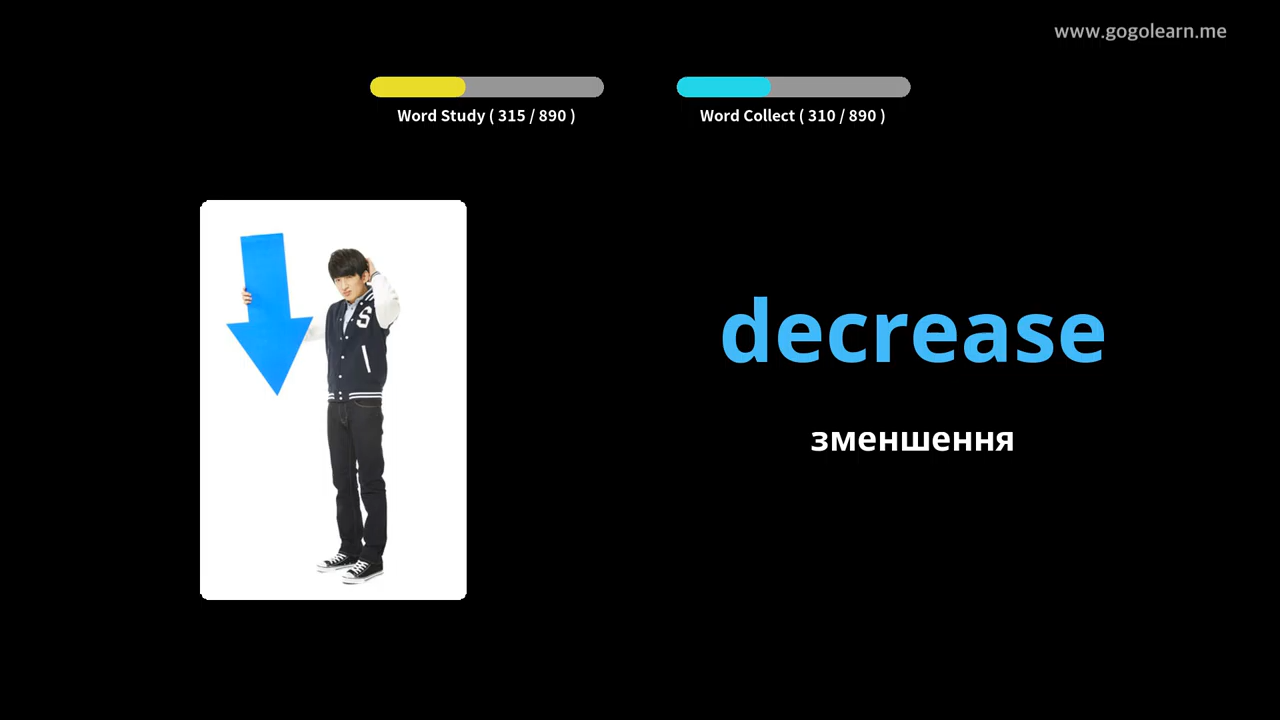 www.gogolearn.me
Word Study ( 315 / 890 )
Word Collect ( 310 / 890 )
S
decrease
зменшення